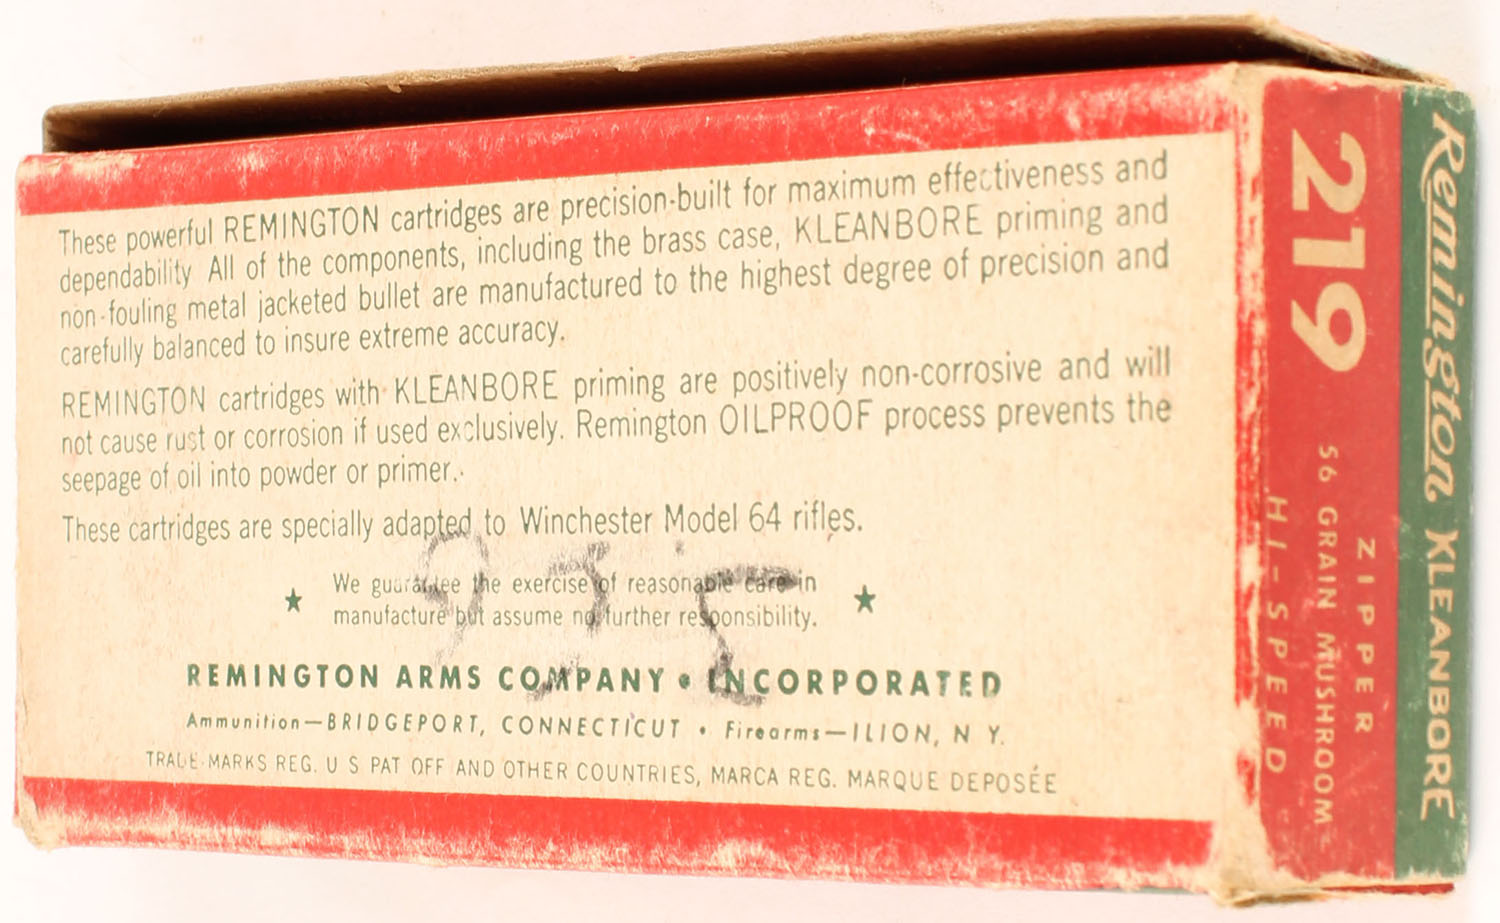 These powerful REMINGTON cartridges are precision-built for maximum effectiveness and
dependability All of the components, including the brass case, KLEANBORE priming and
non-fouling metal jacketed bullet are manufactured to the highest degree of precision and
carefully balanced to insure extreme accuracy.
REMINGTON cartridges with KLEANBORE priming are positively non-corrosive and will
not cause rust or corrosion if used exclusively. Remington OILPROOF process prevents the
seepage of oil into powder or primer.
These cartridges are specially adapted to Winchester Model 64 rifles.
We guarantee the exercise of reasonable care in
manufacture but assume no further responsibility.
REMINGTON ARMS COMPANY • INCORPORATED
Ammunition—BRIDGEPORT, CONNECTICUT • Firearms—ILION, N Y.
TRADE-MARKS REG. U S PAT OFF AND OTHER COUNTRIES, MARCA REG. MARQUE DEPOSÉE
Remington KLEANBORE
219 ZIPPER
56 GRAIN MUSHROOM
HI-SPEED